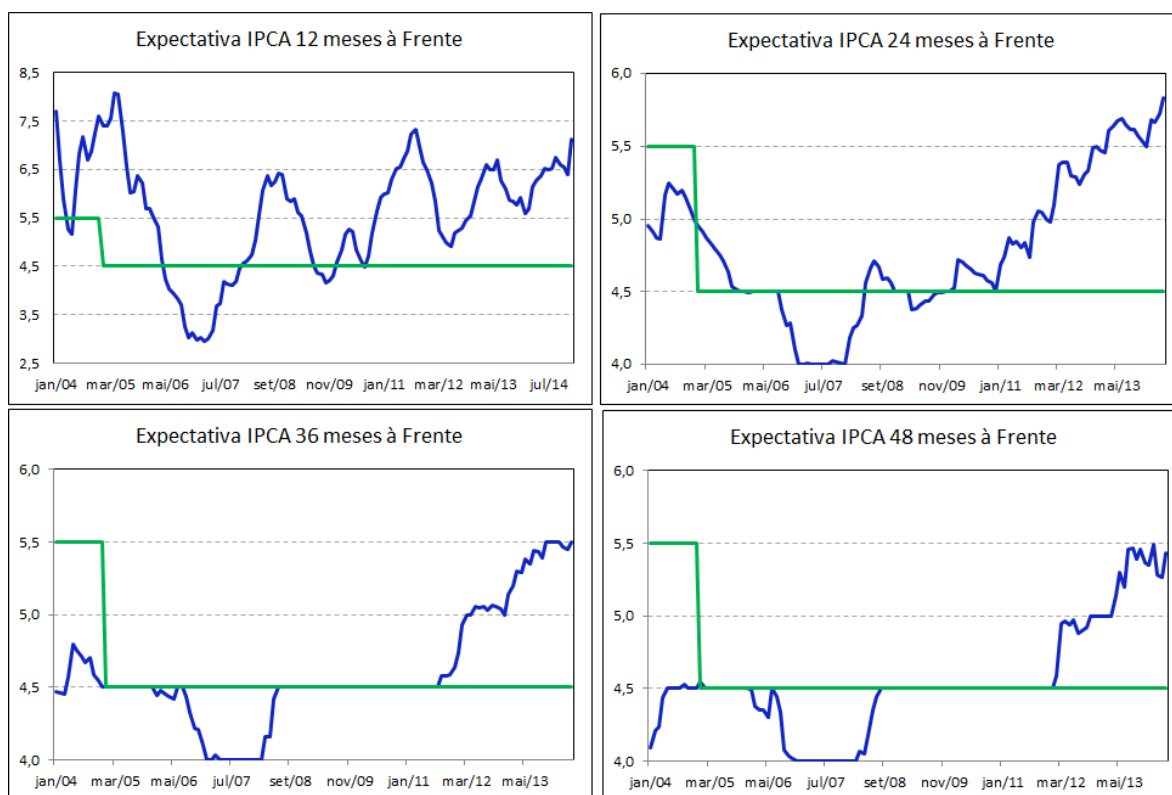 Expectativa IPCA 12 meses à Frente
8,5
7,5
6,5
5,5
4,5
3,5
2,5
jan/04 mar/05 mai/06 jul/07 set/08 nov/09 jan/11 mar/12 mai/13 jul/14
Expectativa IPCA 24 meses à Frente
6,0
5,5
5,0
4,5
4,0
jan/04 mar/05 mai/06 jul/07 set/08 nov/09 jan/11 mar/12 mai/13
Expectativa IPCA 36 meses à Frente
6,0
5,5
5,0
4,5
4,0
jan/04 mar/05 mai/06 jul/07 set/08 nov/09 jan/11 mar/12 mai/13
Expectativa IPCA 48 meses à Frente
6,0
5,5
5,0
4,5
4,0
jan/04 mar/05 mai/06 jul/07 set/08 nov/09 jan/11 mar/12 mai/13